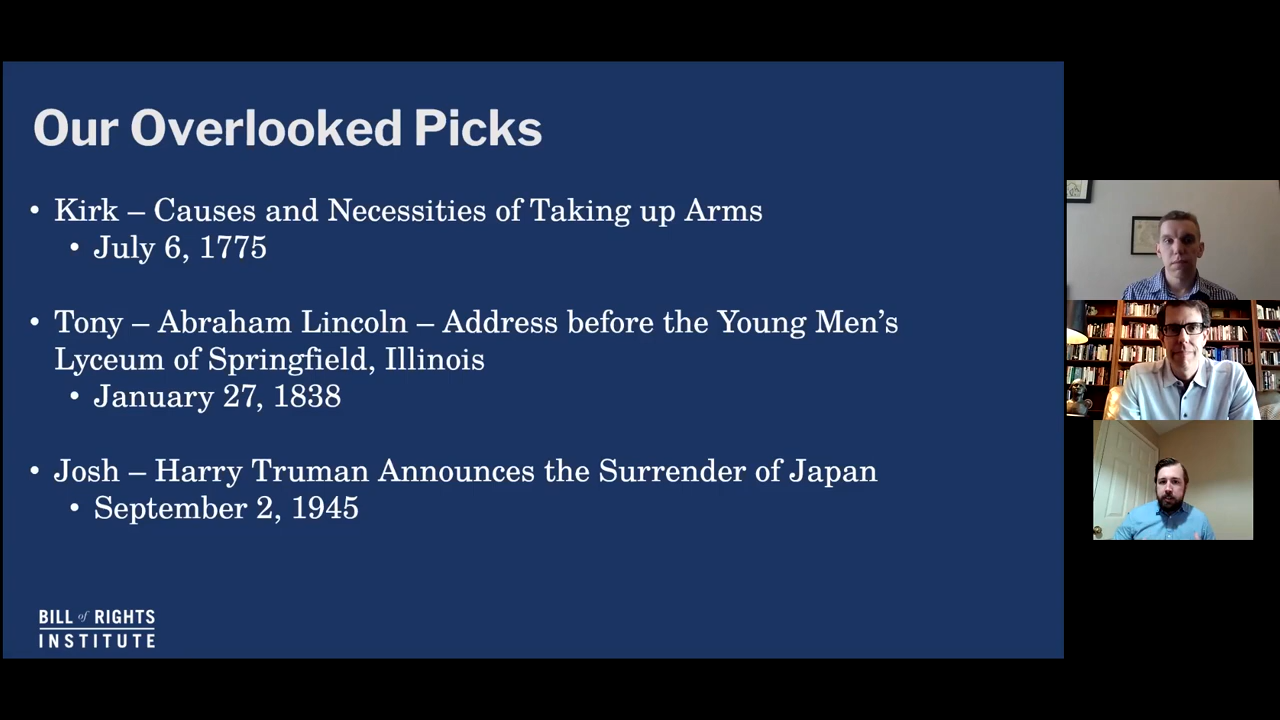 Our Overlooked Picks
• Kirk – Causes and Necessities of Taking up Arms
• July 6, 1775
• Tony – Abraham Lincoln – Address before the Young Men’s
Lyceum of Springfield, Illinois
• January 27, 1838
• Josh – Harry Truman Announces the Surrender of Japan
• September 2, 1945
BILL of RIGHTS
INSTITUTE